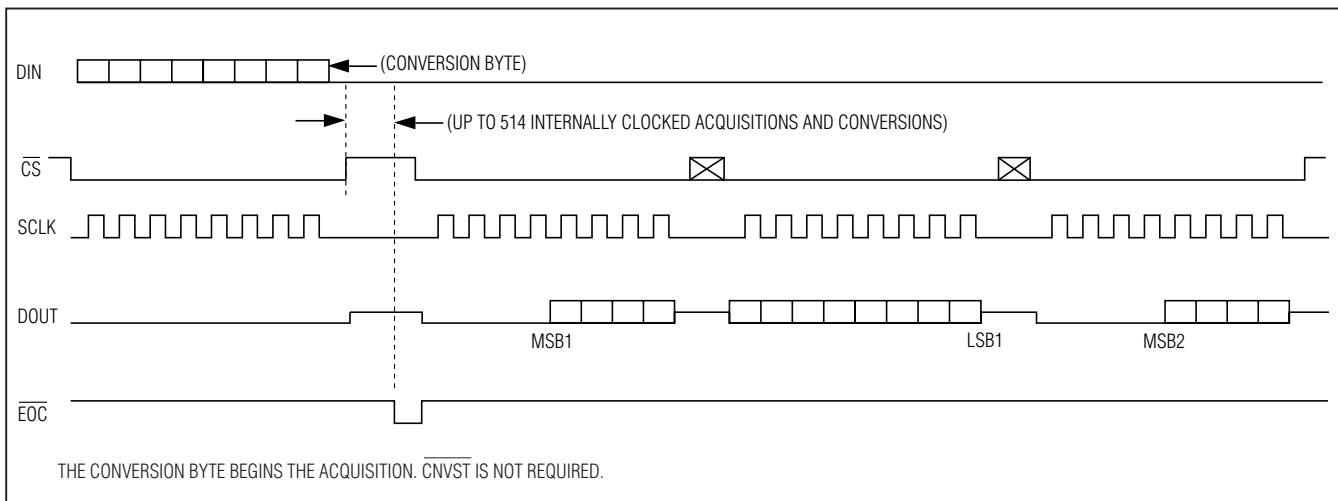 DIN
(CONVERSION BYTE)
(UP TO 514 INTERNALLY CLOCKED ACQUISITIONS AND CONVERSIONS)
CS
SCLK
DOUT
MSB1
LSB1
MSB2
EOC
THE CONVERSION BYTE BEGINS THE ACQUISITION. CNVST IS NOT REQUIRED.